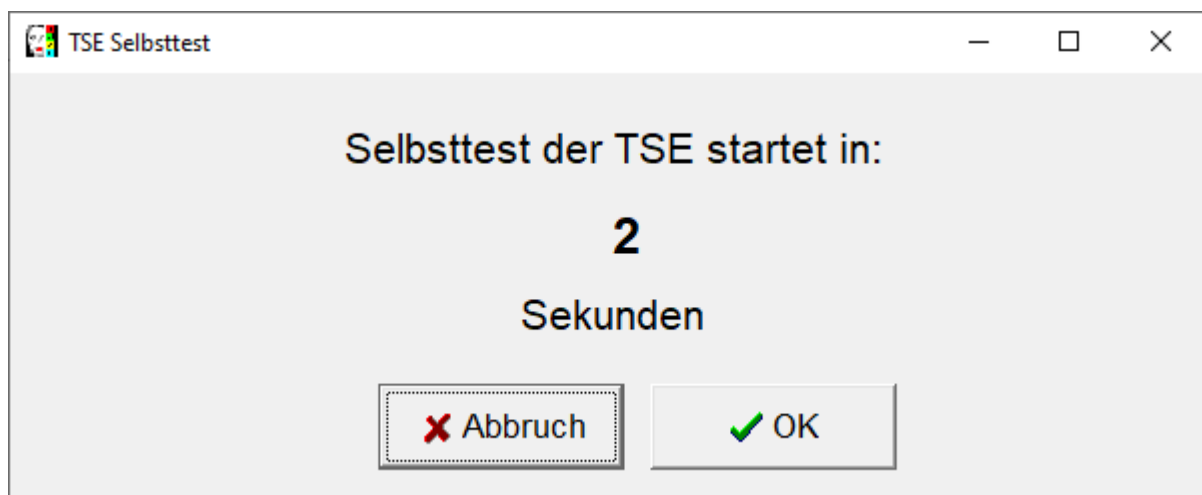 TSE Selbsttest
Selbsttest der TSE startet in:
2
Sekunden
Abbruch OK